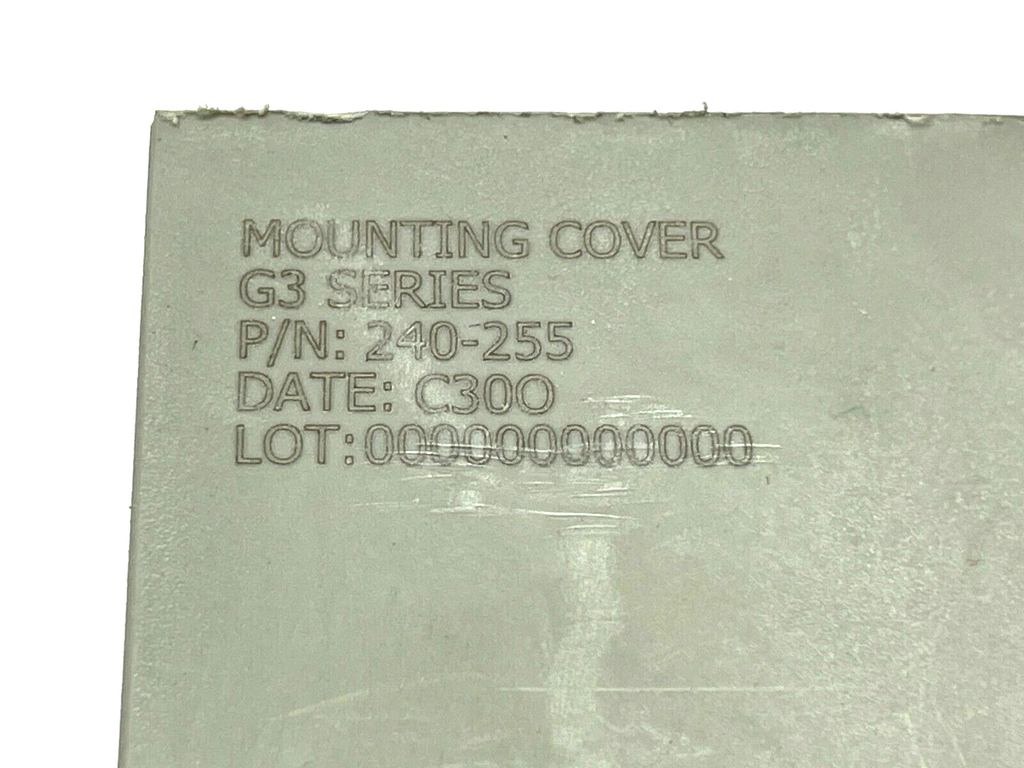 MOUNTING COVER
G3 SERIES
P/N: 240-255
DATE: C30O
LOT:000000000000